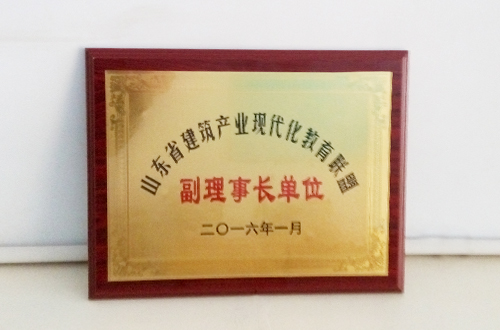 山东省建筑产业现代化教育联盟
副理事长单位
二〇一六年一月